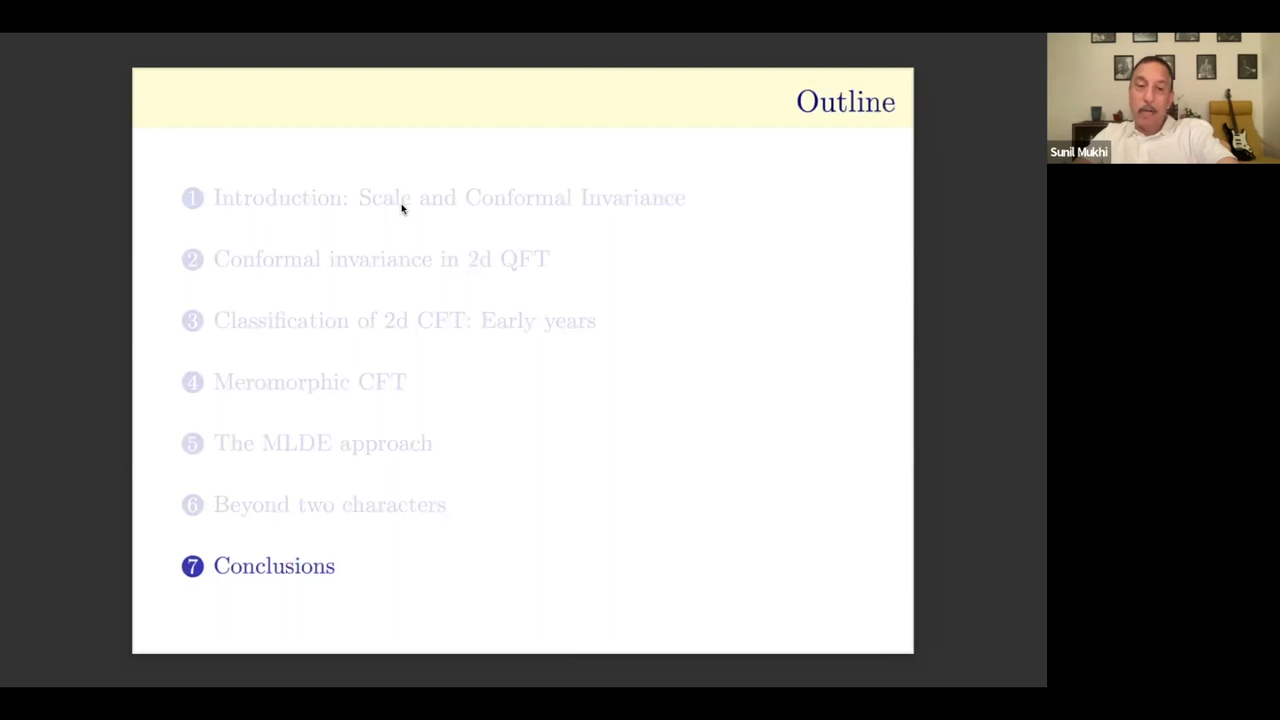 Outline
1 Introduction: Scale and Conformal Invariance
2 Conformal invariance in 2d QFT
3 Classification of 2d CFT: Early years
4 Meromorphic CFT
5 The MLDE approach
6 Beyond two characters
7 Conclusions
Sunil Mukhi